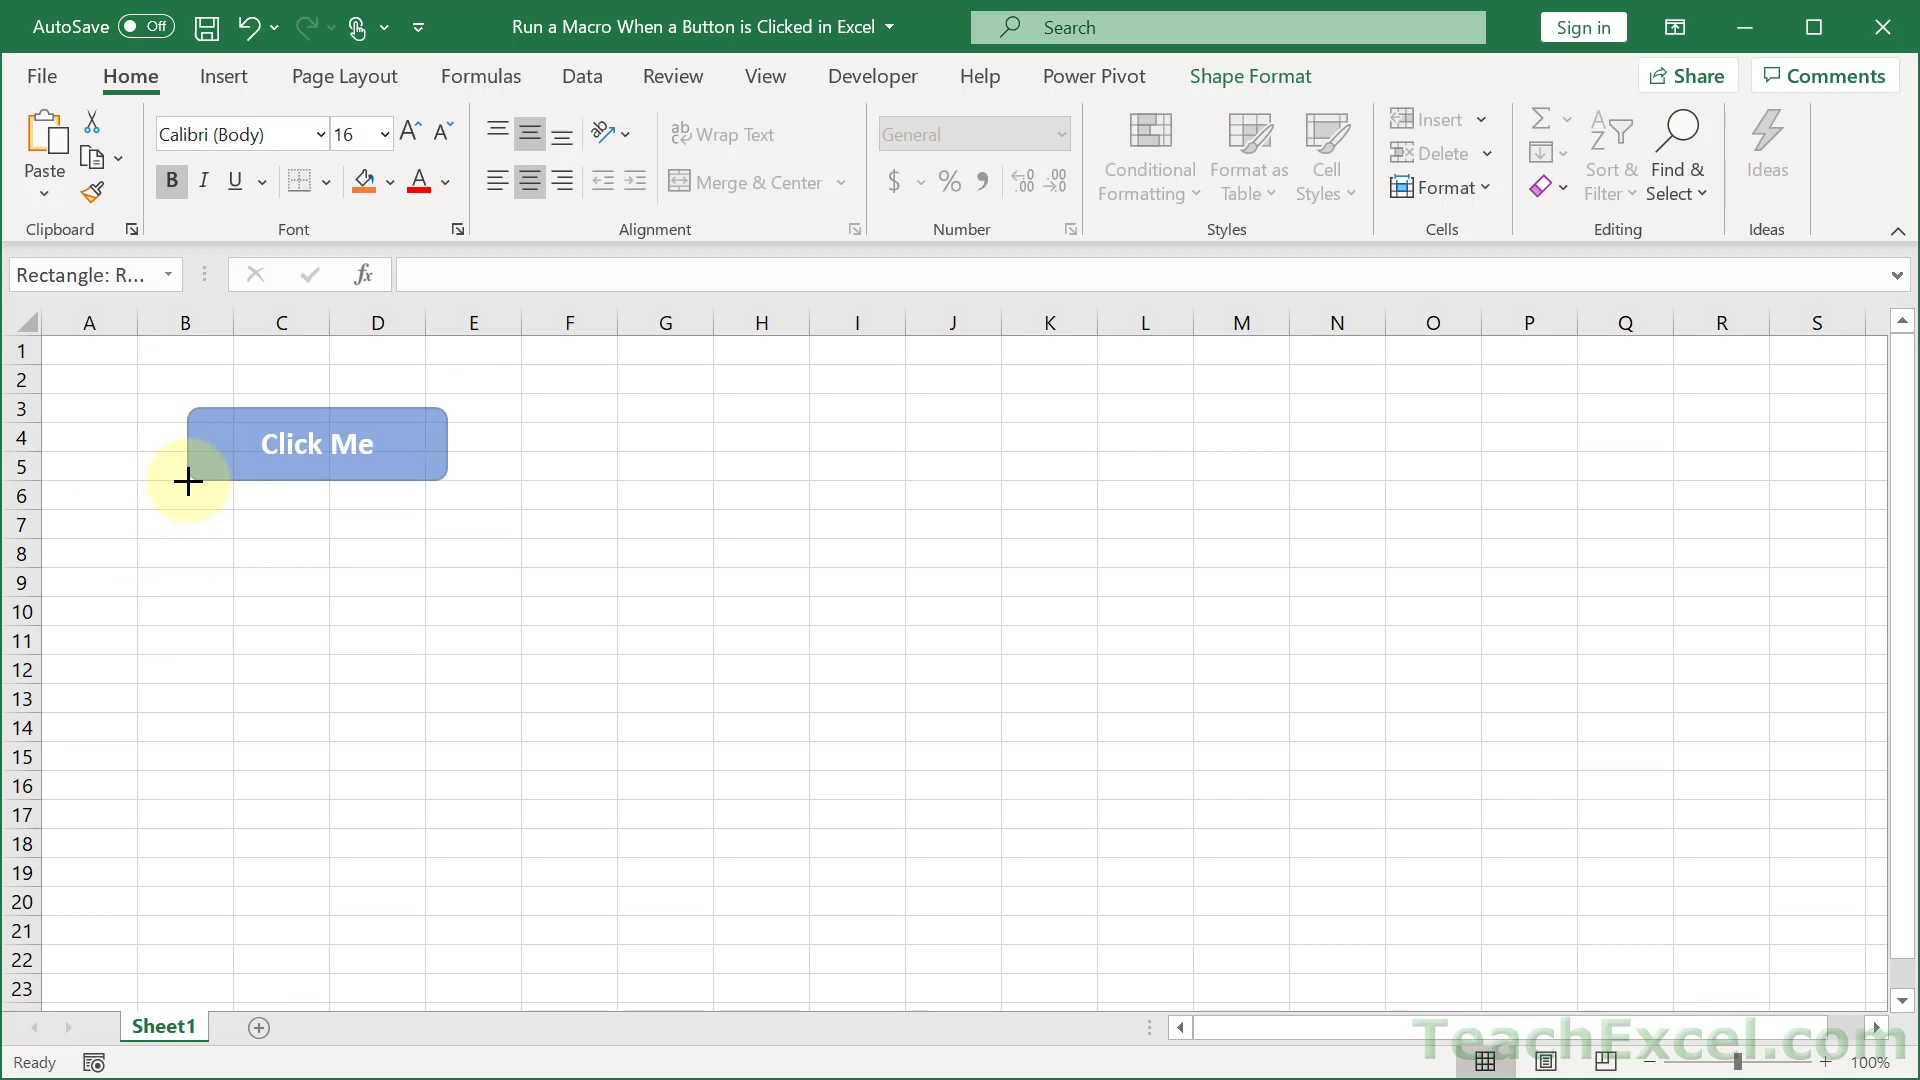 AutoSave Off
Run a Macro When a Button is Clicked in Excel
Search
Sign in
File Home Insert Page Layout Formulas Data Review View Developer Help Power Pivot Shape Format Share Comments
Paste
Clipboard
Calibri (Body) 16
A A
B I U A
Font
ab Wrap Text
Merge & Center
Alignment
General
$ % 9 .00 .00
Number
Conditional Formatting
Format as Table
Cell Styles
Styles
Insert
Delete
Format
Cells
Sort & Filter
Find & Select
Editing
Ideas
Ideas
Rectangle: R...
fx
A B C D E F G H I J K L M N O P Q R S
1
2
3
4
5
6
7
8
9
10
11
12
13
14
15
16
17
18
19
20
21
22
23
Click Me
Sheet1
TeachExcel.com
Ready
100%